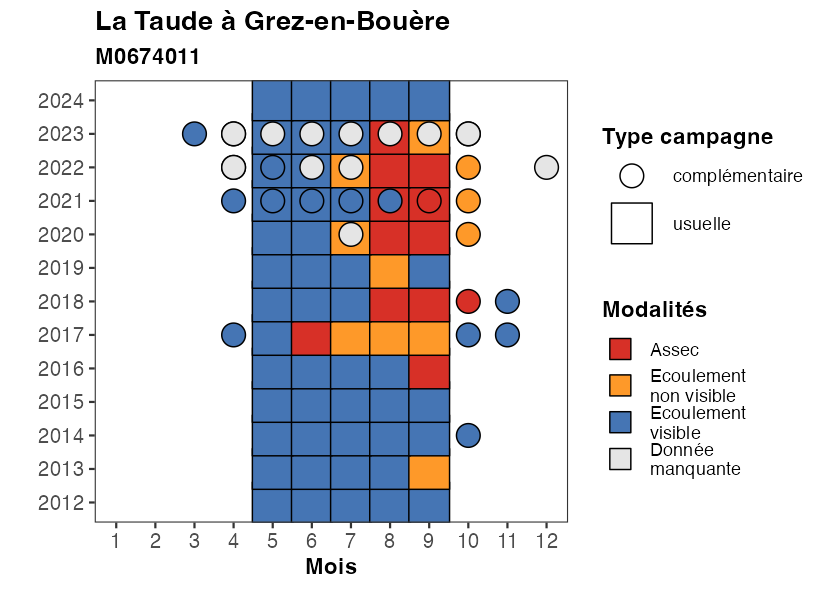 La Taude à Grez-en-Bouère
M0674011
2024
2023
2022
2021
2020
2019
2018
2017
2016
2015
2014
2013
2012
1 2 3 4 5 6 7 8 9 10 11 12
Mois
Type campagne
complémentaire
usuelle
Modalités
Assec
Ecoulement
non visible
Ecoulement
visible
Donnée
manquante